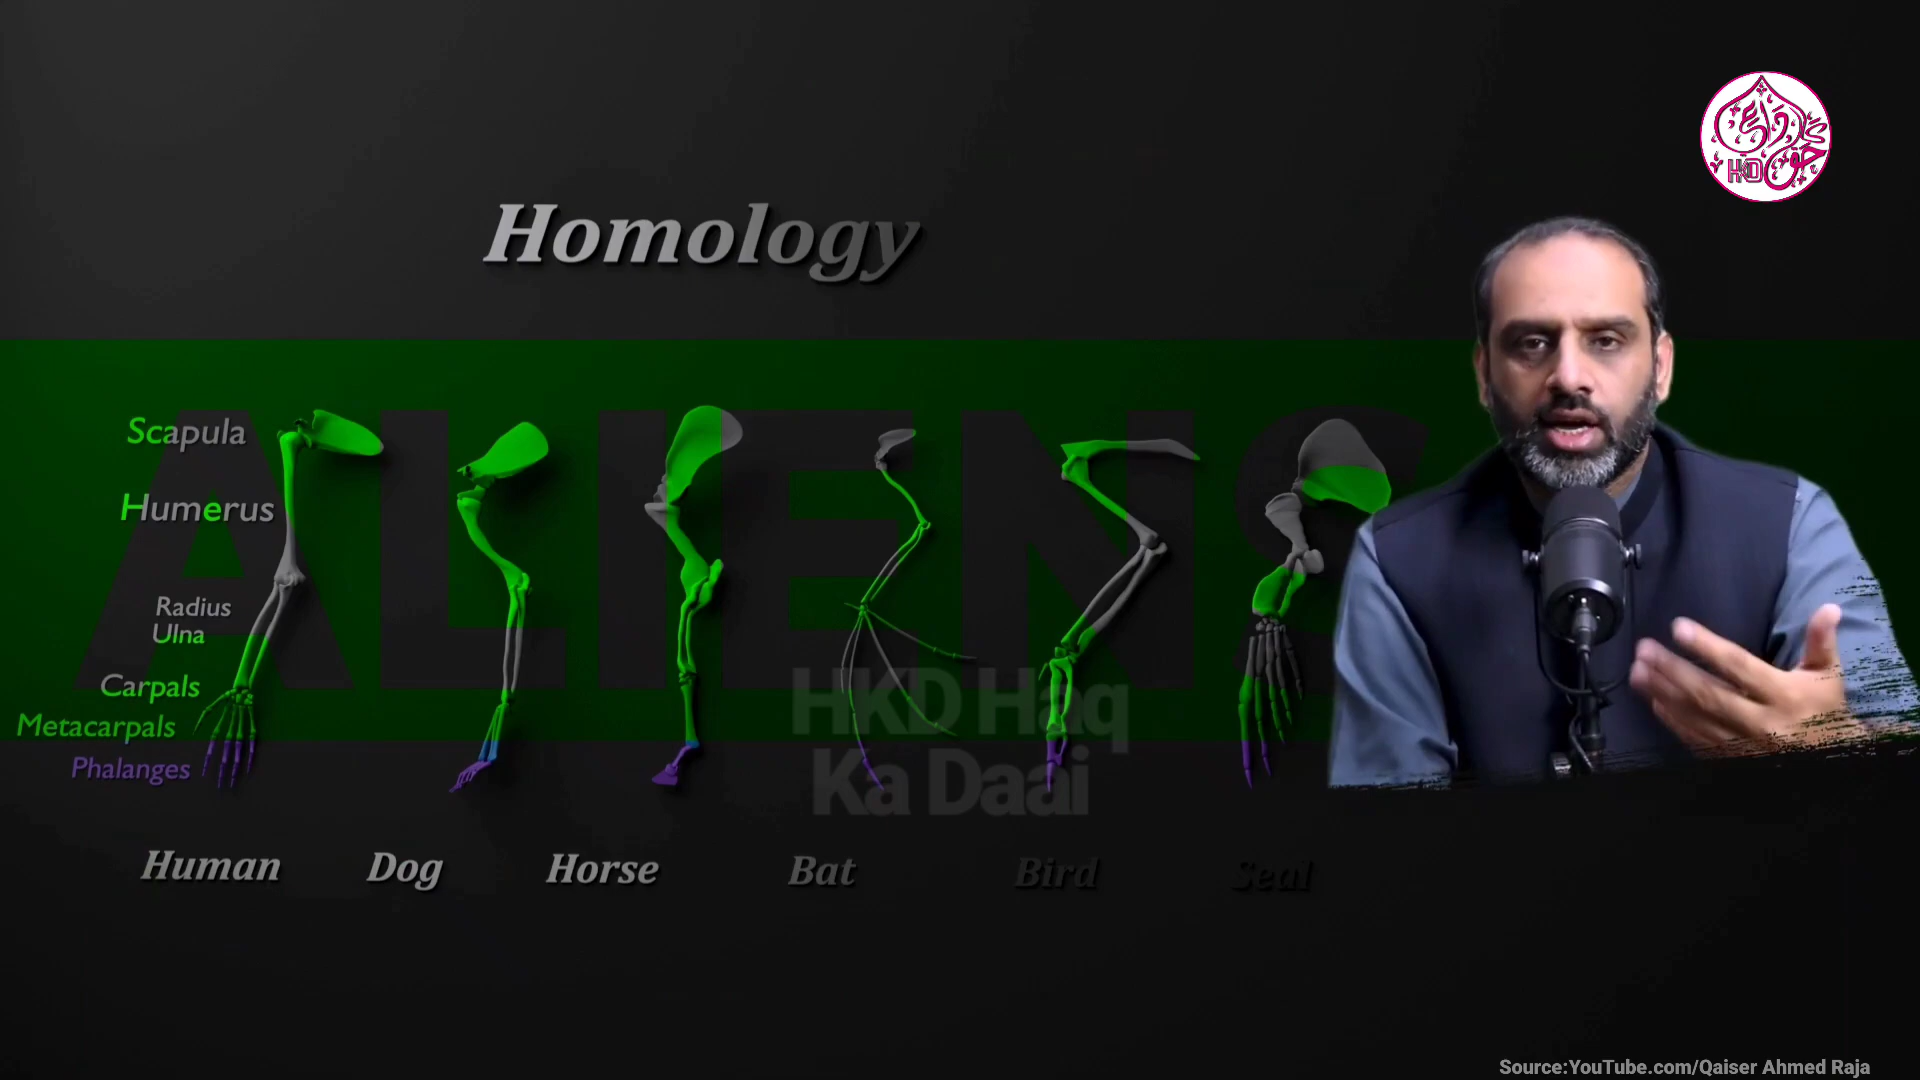 Homology
ALIENS
Scapula
Humerus
Radius
Ulna
Carpals
Metacarpals
Phalanges
HKD Haq
Ka Daai
Human Dog Horse Bat Bird Seal
HKD
Source:YouTube.com/Qaiser Ahmed Raja